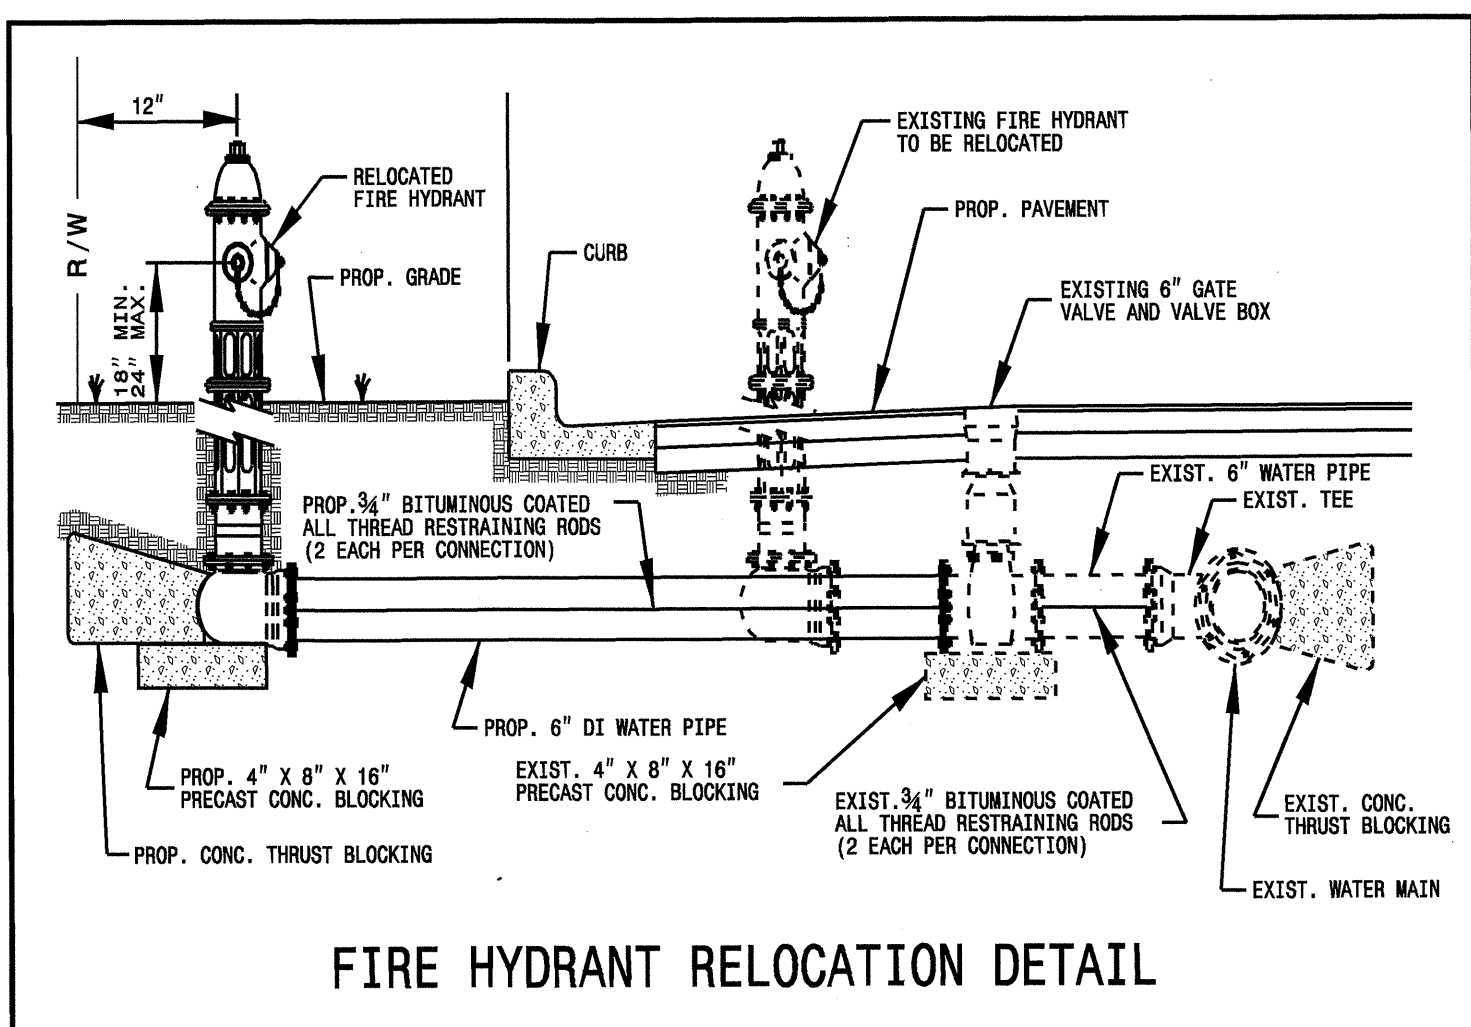 12"
EXISTING FIRE HYDRANT
TO BE RELOCATED
RELOCATED
FIRE HYDRANT
PROP. PAVEMENT
R/W
CURB
PROP. GRADE
EXISTING 6" GATE
VALVE AND VALVE BOX
18" MIN.
24" MAX.
EXIST. 6" WATER PIPE
EXIST. TEE
PROP. 3/4" BITUMINOUS COATED
ALL THREAD RESTRAINING RODS
(2 EACH PER CONNECTION)
PROP. 6" DI WATER PIPE
PROP. 4" X 8" X 16"
PRECAST CONC. BLOCKING
EXIST. 4" X 8" X 16"
PRECAST CONC. BLOCKING
EXIST. 3/4" BITUMINOUS COATED
ALL THREAD RESTRAINING RODS
(2 EACH PER CONNECTION)
EXIST. CONC.
THRUST BLOCKING
PROP. CONC. THRUST BLOCKING
EXIST. WATER MAIN
FIRE HYDRANT RELOCATION DETAIL